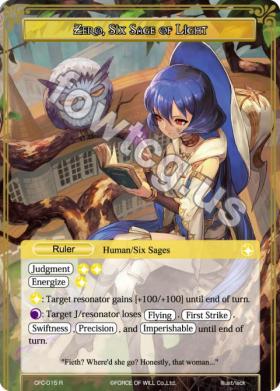 Zero, Six Sage of Light
fowtcg.us
Ruler Human/Six Sages
Judgment
Energize
: Target resonator gains [+100/+100] until end of turn.
: Target J/resonator loses Flying, First Strike,
Swiftness, Precision, and Imperishable until end of
turn.
"Fieth? Where'd she go? Honestly, that woman..."
CFC-015 R ©FORCE OF WILL Co.,Ltd. Illust/